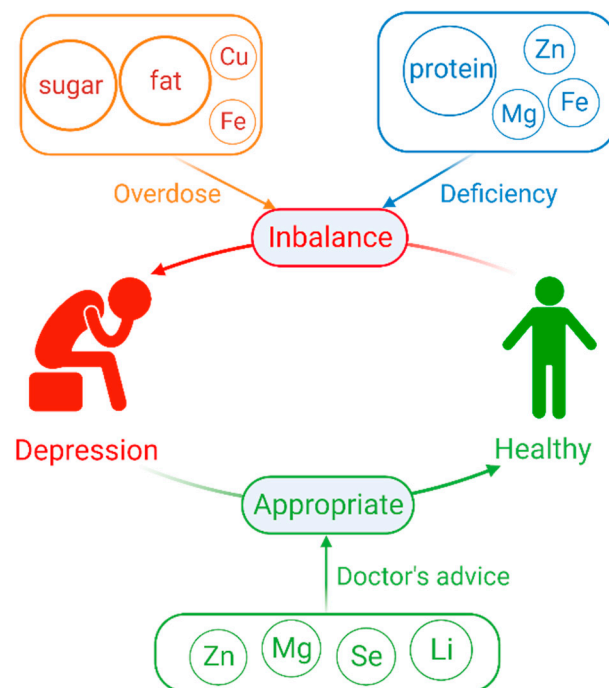 sugar
fat
Cu
Fe
protein
Zn
Mg
Fe
Overdose
Deficiency
Inbalance
Depression
Healthy
Appropriate
Doctor's advice
Zn
Mg
Se
Li